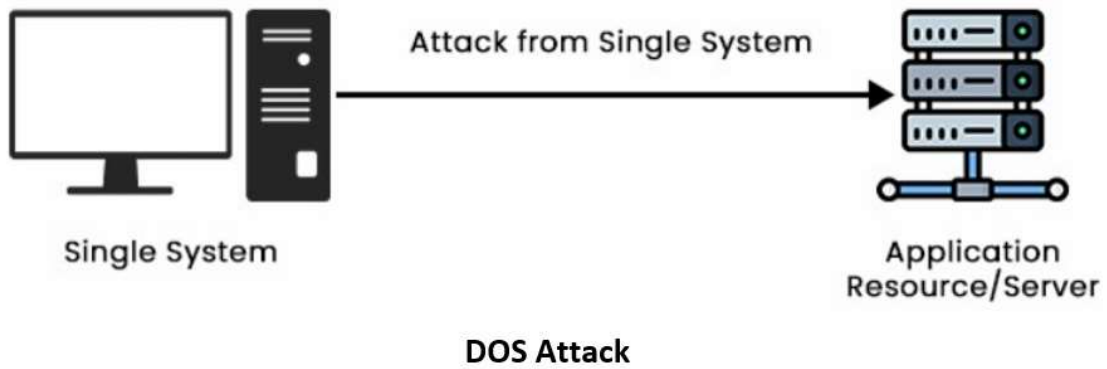 Attack from Single System
Single System
Application
Resource/Server
DOS Attack